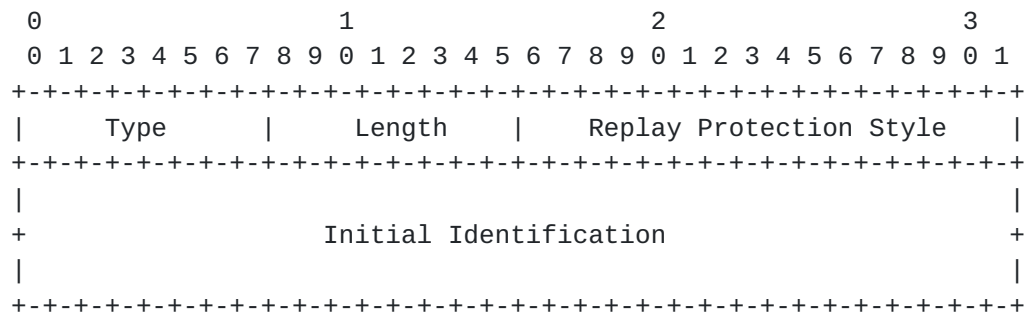 0                   1                   2                   3
 0 1 2 3 4 5 6 7 8 9 0 1 2 3 4 5 6 7 8 9 0 1 2 3 4 5 6 7 8 9 0 1
+-+-+-+-+-+-+-+-+-+-+-+-+-+-+-+-+-+-+-+-+-+-+-+-+-+-+-+-+-+-+-+-+
|     Type      |     Length    |    Replay Protection Style    |
+-+-+-+-+-+-+-+-+-+-+-+-+-+-+-+-+-+-+-+-+-+-+-+-+-+-+-+-+-+-+-+-+
|                                                               |
+                   Initial Identification                      +
|                                                               |
+-+-+-+-+-+-+-+-+-+-+-+-+-+-+-+-+-+-+-+-+-+-+-+-+-+-+-+-+-+-+-+-+